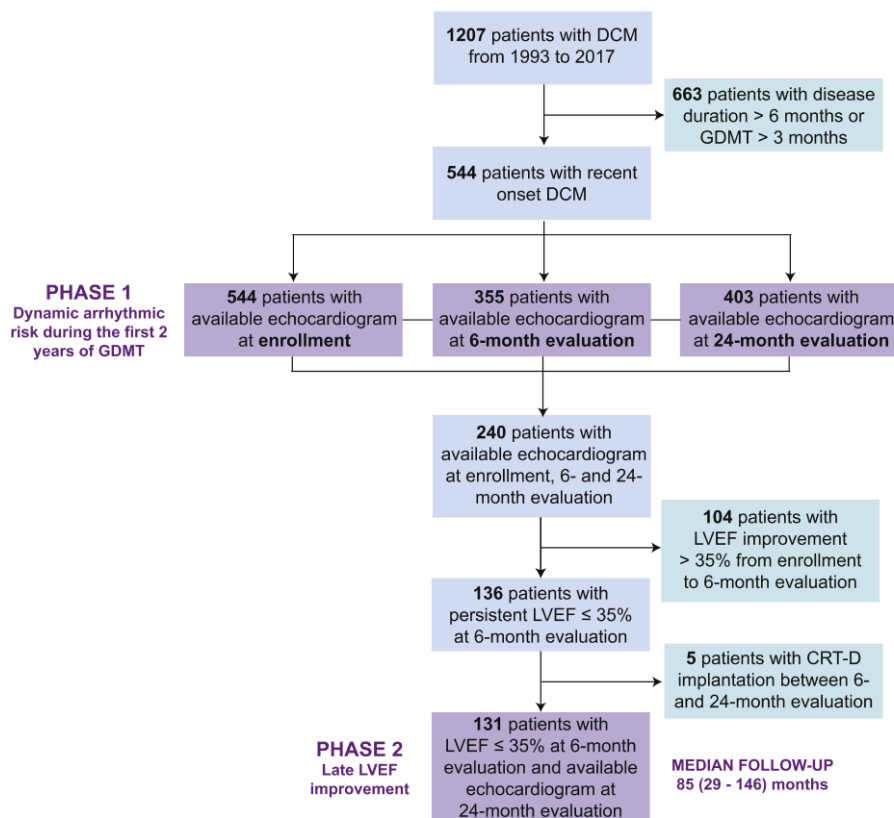 1207 patients with DCM
from 1993 to 2017
663 patients with disease
duration > 6 months or
GDMT > 3 months
544 patients with recent
onset DCM
PHASE 1
Dynamic arrhythmic
risk during the first 2
years of GDMT
544 patients with
available echocardiogram
at enrollment
355 patients with
available echocardiogram
at 6-month evaluation
403 patients with
available echocardiogram
at 24-month evaluation
240 patients with
available echocardiogram
at enrollment, 6- and 24-
month evaluation
104 patients with
LVEF improvement
> 35% from enrollment
to 6-month evaluation
136 patients with
persistent LVEF ≤ 35%
at 6-month evaluation
5 patients with CRT-D
implantation between 6-
and 24-month evaluation
PHASE 2
Late LVEF
improvement
131 patients with
LVEF ≤ 35% at 6-month
evaluation and available
echocardiogram at
24-month evaluation
MEDIAN FOLLOW-UP
85 (29 - 146) months